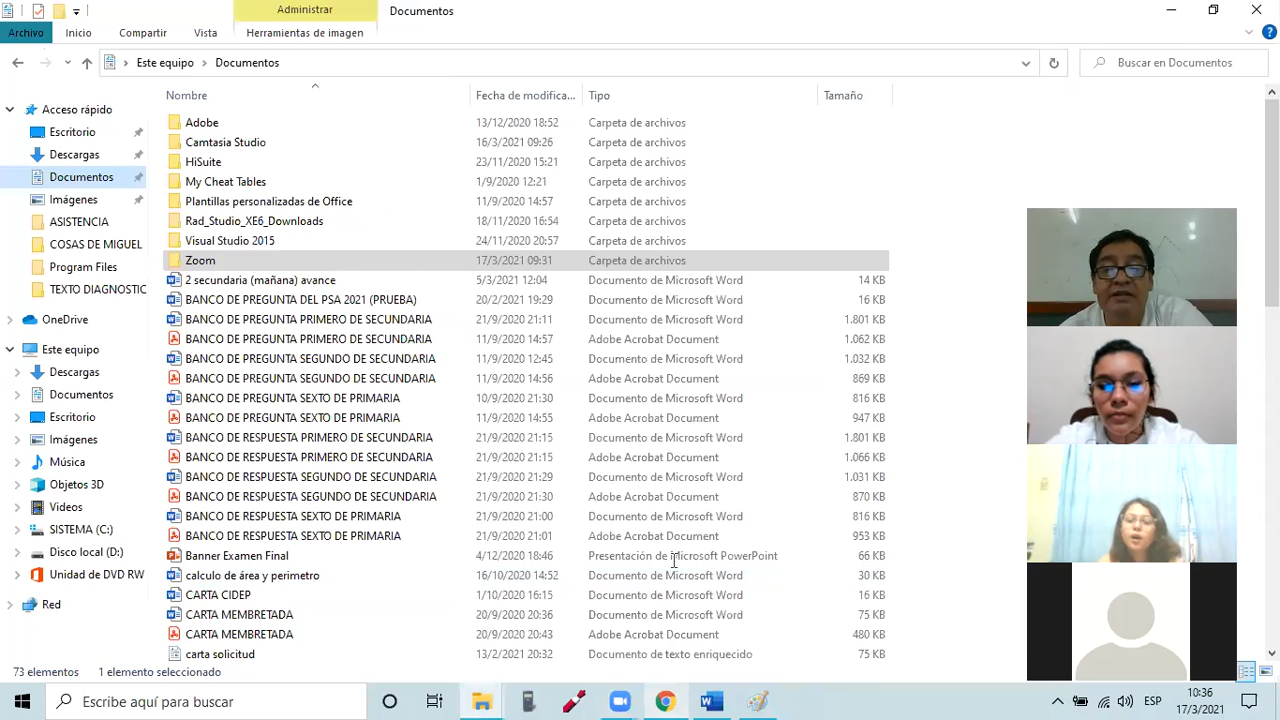 Administrar
Documentos
Archivo
Inicio
Compartir
Vista
Herramientas de imagen
Este equipo
Documentos
Buscar en Documentos
Nombre
Fecha de modifica...
Tipo
Tamaño
Acceso rápido
Escritorio
Descargas
Documentos
Imágenes
ASISTENCIA
COSAS DE MIGUEL
Program Files
TEXTO DIAGNOSTIC
OneDrive
Este equipo
Descargas
Documentos
Escritorio
Imágenes
Música
Objetos 3D
Videos
SISTEMA (C:)
Disco local (D:)
Unidad de DVD RW
Red
Adobe 13/12/2020 18:52 Carpeta de archivos
Camtasia Studio 16/3/2021 09:26 Carpeta de archivos
HiSuite 23/11/2020 15:21 Carpeta de archivos
My Cheat Tables 1/9/2020 12:21 Carpeta de archivos
Plantillas personalizadas de Office 11/9/2020 14:57 Carpeta de archivos
Rad_Studio_XE6_Downloads 18/11/2020 16:54 Carpeta de archivos
Visual Studio 2015 24/11/2020 20:57 Carpeta de archivos
Zoom 17/3/2021 09:31 Carpeta de archivos
2 secundaria (mañana) avance 5/3/2021 12:04 Documento de Microsoft Word 14 KB
BANCO DE PREGUNTA DEL PSA 2021 (PRUEBA) 20/2/2021 19:29 Documento de Microsoft Word 16 KB
BANCO DE PREGUNTA PRIMERO DE SECUNDARIA 21/9/2020 21:11 Documento de Microsoft Word 1.801 KB
BANCO DE PREGUNTA PRIMERO DE SECUNDARIA 11/9/2020 14:57 Adobe Acrobat Document 1.062 KB
BANCO DE PREGUNTA SEGUNDO DE SECUNDARIA 11/9/2020 12:45 Documento de Microsoft Word 1.032 KB
BANCO DE PREGUNTA SEGUNDO DE SECUNDARIA 11/9/2020 14:56 Adobe Acrobat Document 869 KB
BANCO DE PREGUNTA SEXTO DE PRIMARIA 10/9/2020 21:30 Documento de Microsoft Word 816 KB
BANCO DE PREGUNTA SEXTO DE PRIMARIA 11/9/2020 14:55 Adobe Acrobat Document 947 KB
BANCO DE RESPUESTA PRIMERO DE SECUNDARIA 21/9/2020 21:15 Documento de Microsoft Word 1.801 KB
BANCO DE RESPUESTA PRIMERO DE SECUNDARIA 21/9/2020 21:15 Adobe Acrobat Document 1.066 KB
BANCO DE RESPUESTA SEGUNDO DE SECUNDARIA 21/9/2020 21:29 Documento de Microsoft Word 1.031 KB
BANCO DE RESPUESTA SEGUNDO DE SECUNDARIA 21/9/2020 21:30 Adobe Acrobat Document 870 KB
BANCO DE RESPUESTA SEXTO DE PRIMARIA 21/9/2020 21:00 Documento de Microsoft Word 816 KB
BANCO DE RESPUESTA SEXTO DE PRIMARIA 21/9/2020 21:01 Adobe Acrobat Document 953 KB
Banner Examen Final 4/12/2020 18:46 Presentación de Microsoft PowerPoint 66 KB
calculo de área y perimetro 16/10/2020 14:52 Documento de Microsoft Word 30 KB
CARTA CIDEP 1/10/2020 16:15 Documento de Microsoft Word 16 KB
CARTA MEMBRETADA 20/9/2020 20:36 Documento de Microsoft Word 75 KB
CARTA MEMBRETADA 20/9/2020 20:43 Adobe Acrobat Document 480 KB
carta solicitud 13/2/2021 20:32 Documento de texto enriquecido 75 KB
73 elementos 1 elemento seleccionado
Escribe aquí para buscar
ESP
10:36
17/3/2021